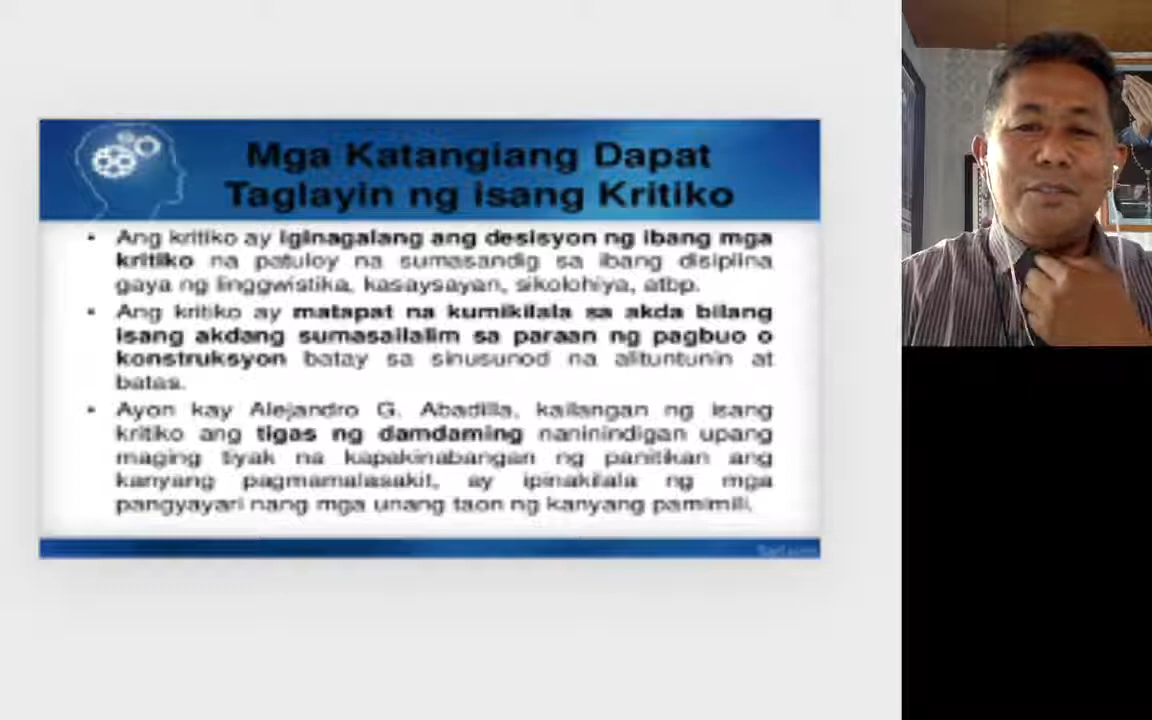 Mga Katangiang Dapat
Taglayin ng isang Kritiko
• Ang kritiko ay iginagalang ang desisyon ng ibang mga
kritiko na patuloy na sumasandig sa ibang disiplina
gaya ng linggwistika, kasaysayan, sikolohiya, atbp.
• Ang kritiko ay matapat na kumikilala sa akda bilang
isang akdang sumasailalim sa paraan ng pagbuo o
konstruksyon batay sa sinusunod na alituntunin at
batas.
• Ayon kay Alejandro G. Abadilla, kailangan ng isang
kritiko ang tigas ng damdaming naninindigan upang
maging tiyak na kapakinabangan ng panitikan ang
kanyang pagmamalasakit, ay ipinakilala ng mga
pangyayari nang mga unang taon ng kanyang pamimili.